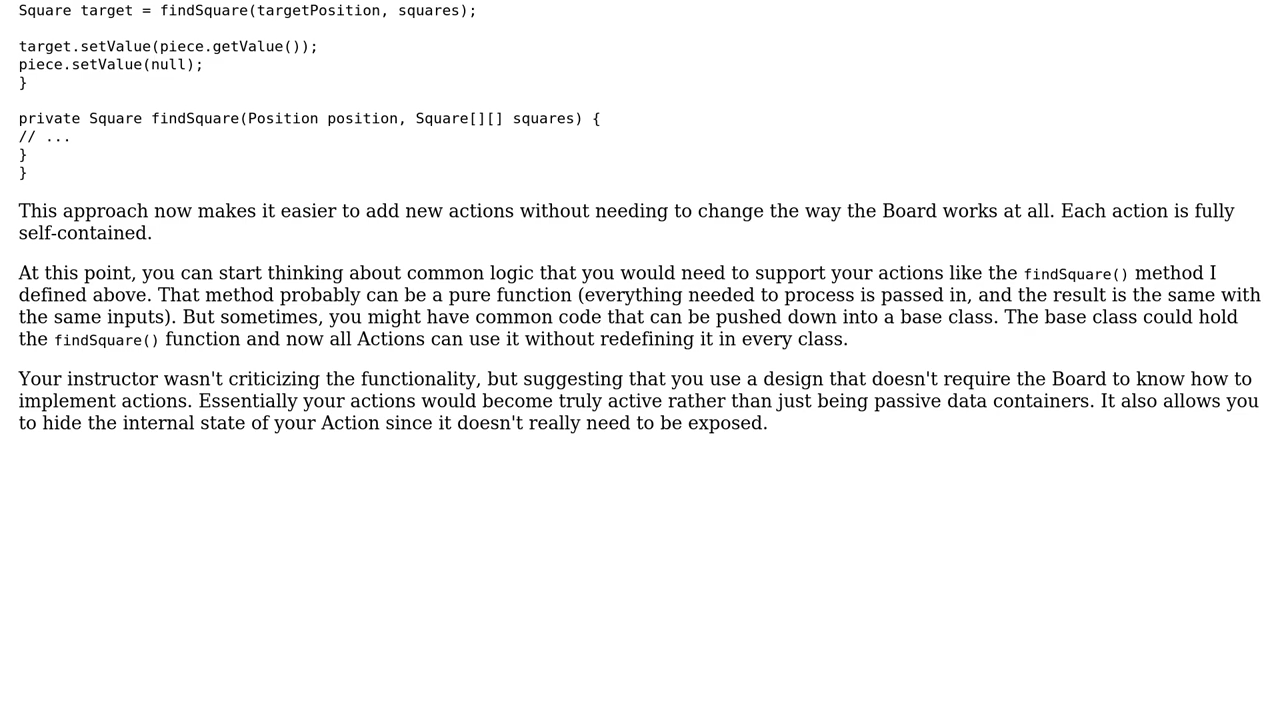 Square target = findSquare(targetPosition, squares);
target.setValue(piece.getValue());
piece.setValue(null);
}
private Square findSquare(Position position, Square[][] squares) {
// ...
}
}
This approach now makes it easier to add new actions without needing to change the way the Board works at all. Each action is fully
self-contained.
At this point, you can start thinking about common logic that you would need to support your actions like the findSquare() method I
defined above. That method probably can be a pure function (everything needed to process is passed in, and the result is the same with
the same inputs). But sometimes, you might have common code that can be pushed down into a base class. The base class could hold
the findSquare() function and now all Actions can use it without redefining it in every class.
Your instructor wasn't criticizing the functionality, but suggesting that you use a design that doesn't require the Board to know how to
implement actions. Essentially your actions would become truly active rather than just being passive data containers. It also allows you
to hide the internal state of your Action since it doesn't really need to be exposed.